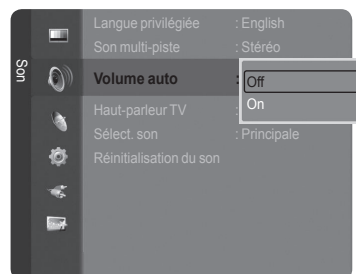 Son
Langue privilégiée : English
Son multi-piste : Stéréo
Volume auto :
Off
On
Haut-parleur TV :
Sélect. son : Principale
Réinitialisation du son